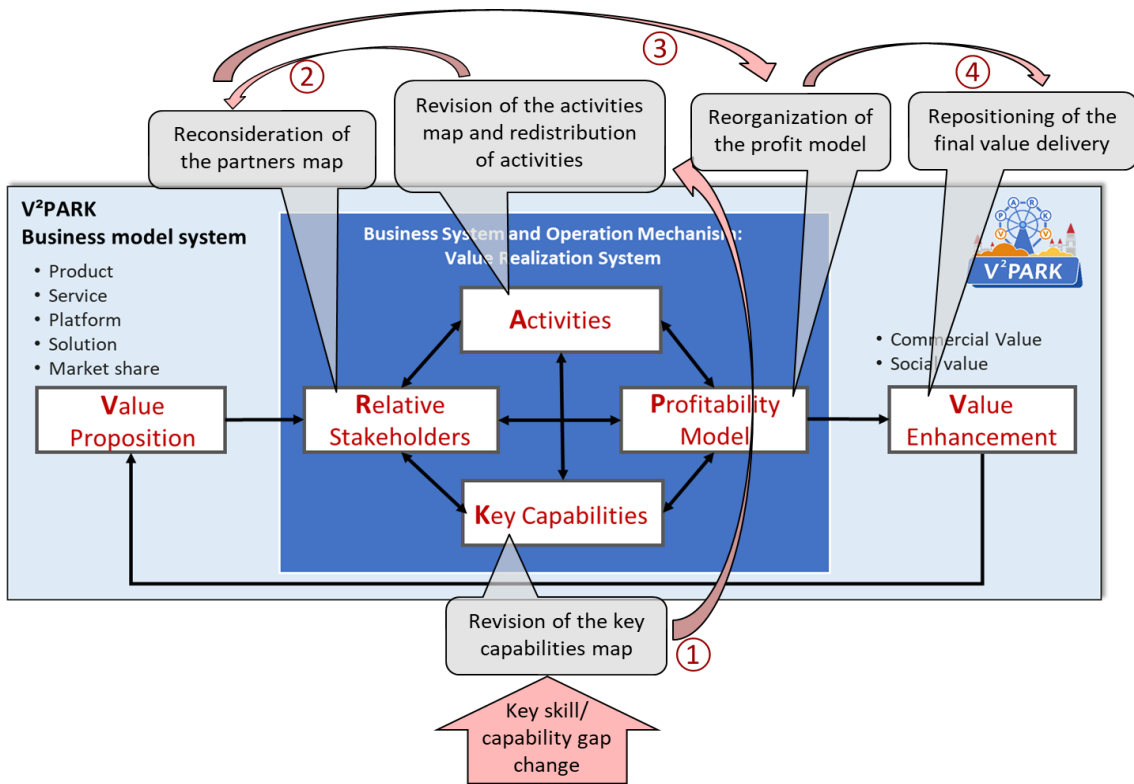 ③
②
④
Reconsideration of
the partners map
Revision of the activities
map and redistribution
of activities
Reorganization of
the profit model
Repositioning of the
final value delivery
V²PARK
Business model system
• Product
• Service
• Platform
• Solution
• Market share
Business System and Operation Mechanism:
Value Realization System
V P A R K V
V²PARK
• Commercial Value
• Social value
Activities
Value
Proposition
Relative
Stakeholders
Profitability
Model
Value
Enhancement
Key Capabilities
Revision of the key
capabilities map
①
Key skill/
capability gap
change